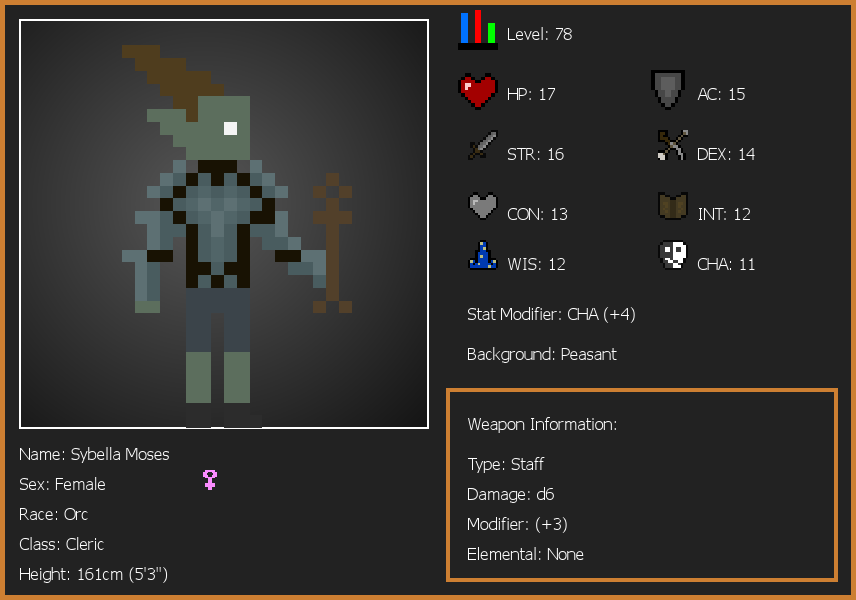 Level: 78
HP: 17
AC: 15
STR: 16
DEX: 14
CON: 13
INT: 12
WIS: 12
CHA: 11
Stat Modifier: CHA (+4)
Background: Peasant
Weapon Information:
Type: Staff
Damage: d6
Modifier: (+3)
Elemental: None
Name: Sybella Moses
Sex: Female
Race: Orc
Class: Cleric
Height: 161cm (5'3")